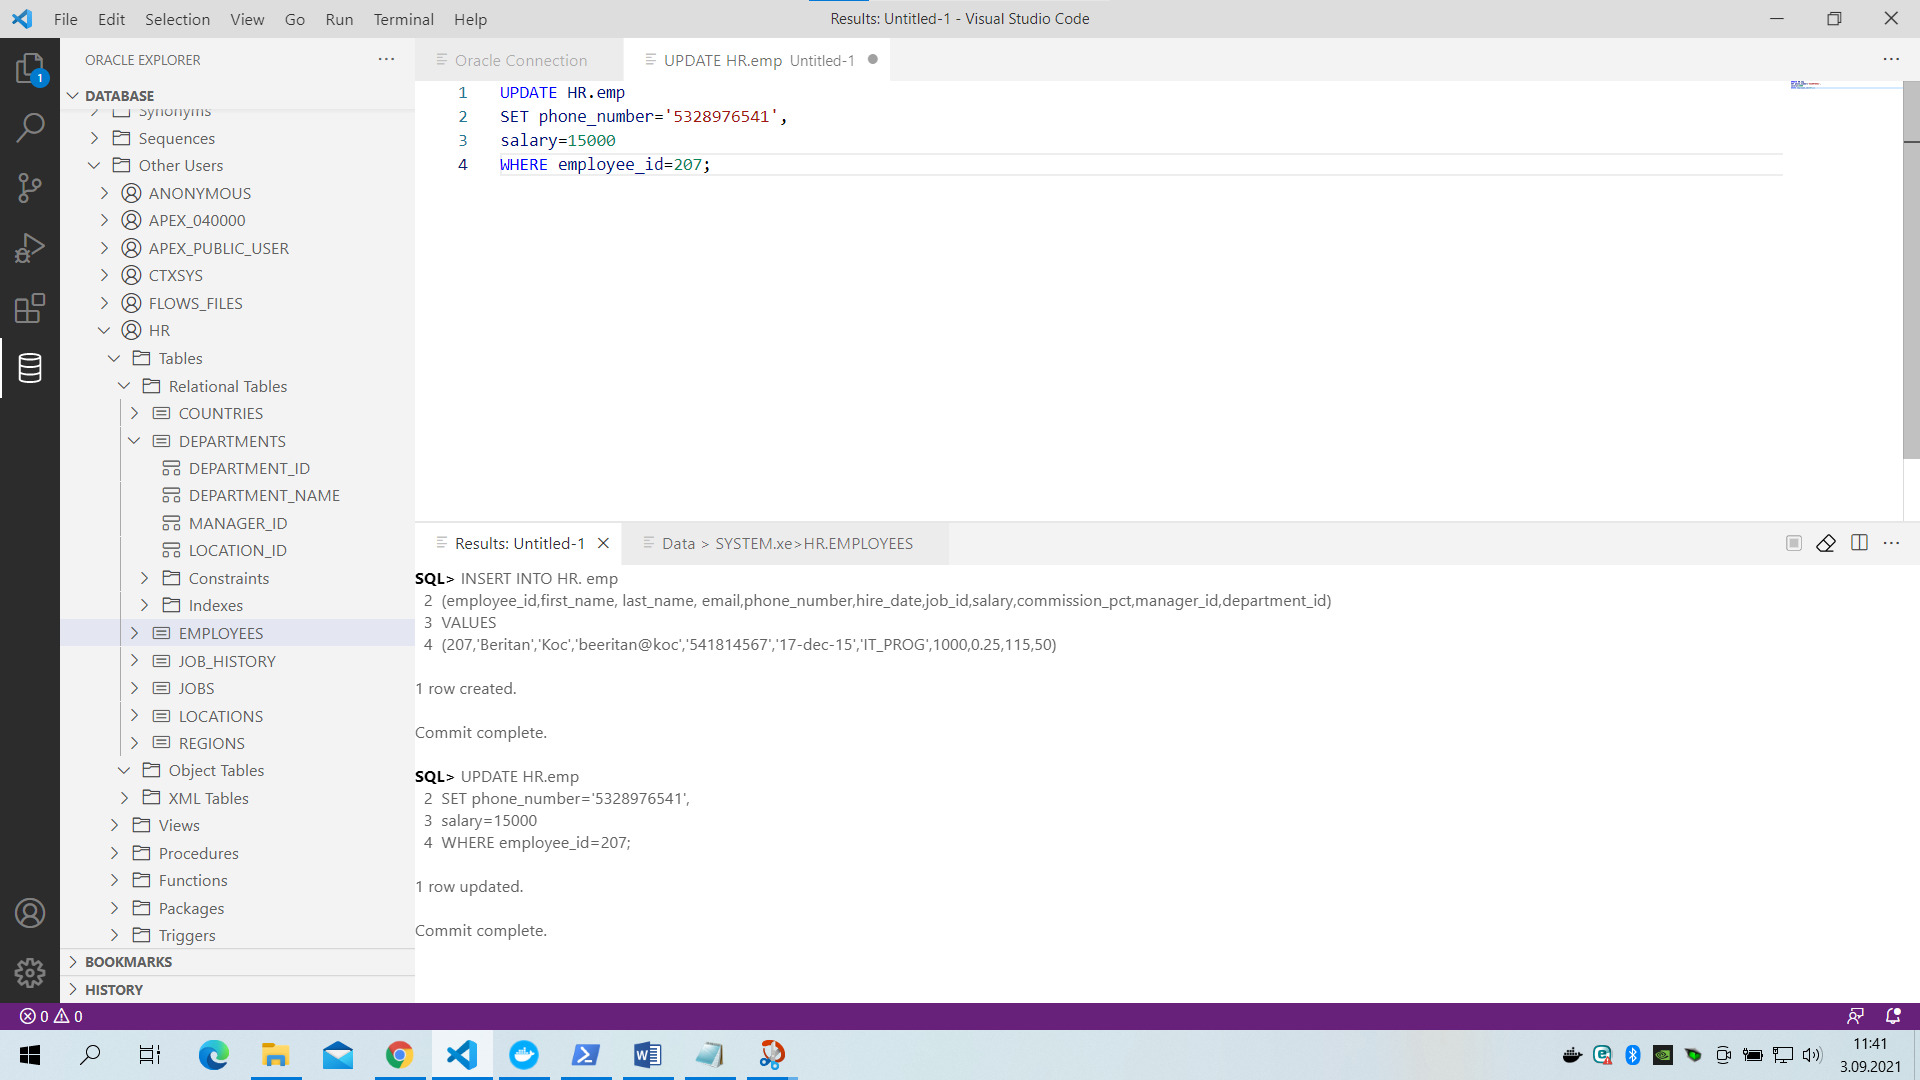 File Edit Selection View Go Run Terminal Help
Results: Untitled-1 - Visual Studio Code
1
ORACLE EXPLORER
DATABASE
Synonyms
Sequences
Other Users
ANONYMOUS
APEX_040000
APEX_PUBLIC_USER
CTXSYS
FLOWS_FILES
HR
Tables
Relational Tables
COUNTRIES
DEPARTMENTS
DEPARTMENT_ID
DEPARTMENT_NAME
MANAGER_ID
LOCATION_ID
Constraints
Indexes
EMPLOYEES
JOB_HISTORY
JOBS
LOCATIONS
REGIONS
Object Tables
XML Tables
Views
Procedures
Functions
Packages
Triggers
BOOKMARKS
HISTORY
Oracle Connection
UPDATE HR.emp Untitled-1
1 UPDATE HR.emp
2 SET phone_number='5328976541',
3 salary=15000
4 WHERE employee_id=207;
Results: Untitled-1
Data > SYSTEM.xe>HR.EMPLOYEES
SQL> INSERT INTO HR. emp
2 (employee_id,first_name, last_name, email,phone_number,hire_date,job_id,salary,commission_pct,manager_id,department_id)
3 VALUES
4 (207,'Beritan','Koc','beeritan@koc','541814567','17-dec-15','IT_PROG',1000,0.25,115,50)
1 row created.
Commit complete.
SQL> UPDATE HR.emp
2 SET phone_number='5328976541',
3 salary=15000
4 WHERE employee_id=207;
1 row updated.
Commit complete.
0 0
11:41
3.09.2021